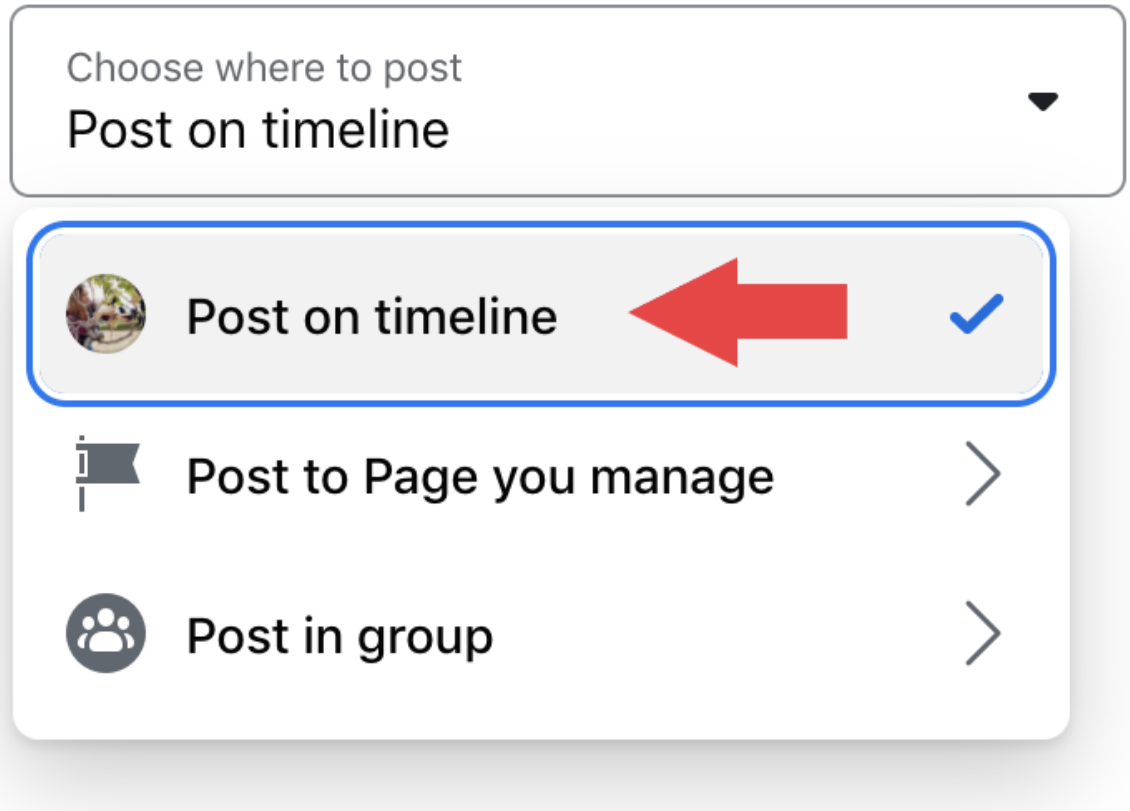 Choose where to post
Post on timeline
Post on timeline
Post to Page you manage
Post in group